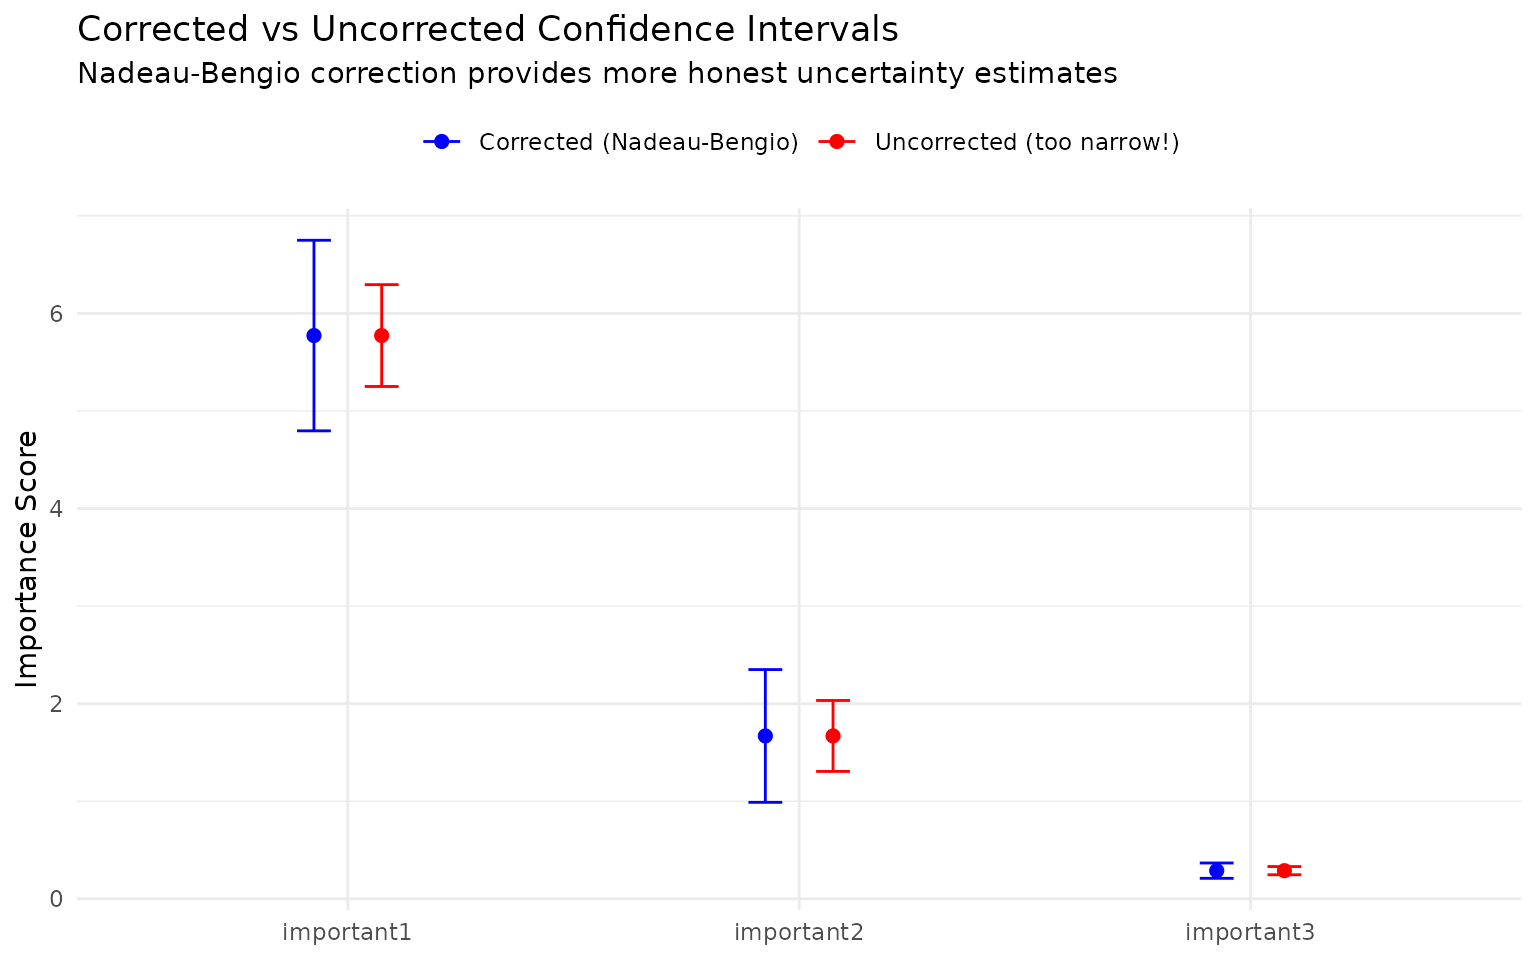 Corrected vs Uncorrected Confidence Intervals
Nadeau-Bengio correction provides more honest uncertainty estimates
Corrected (Nadeau-Bengio) Uncorrected (too narrow!)
Importance Score
6
4
2
0
important1 important2 important3